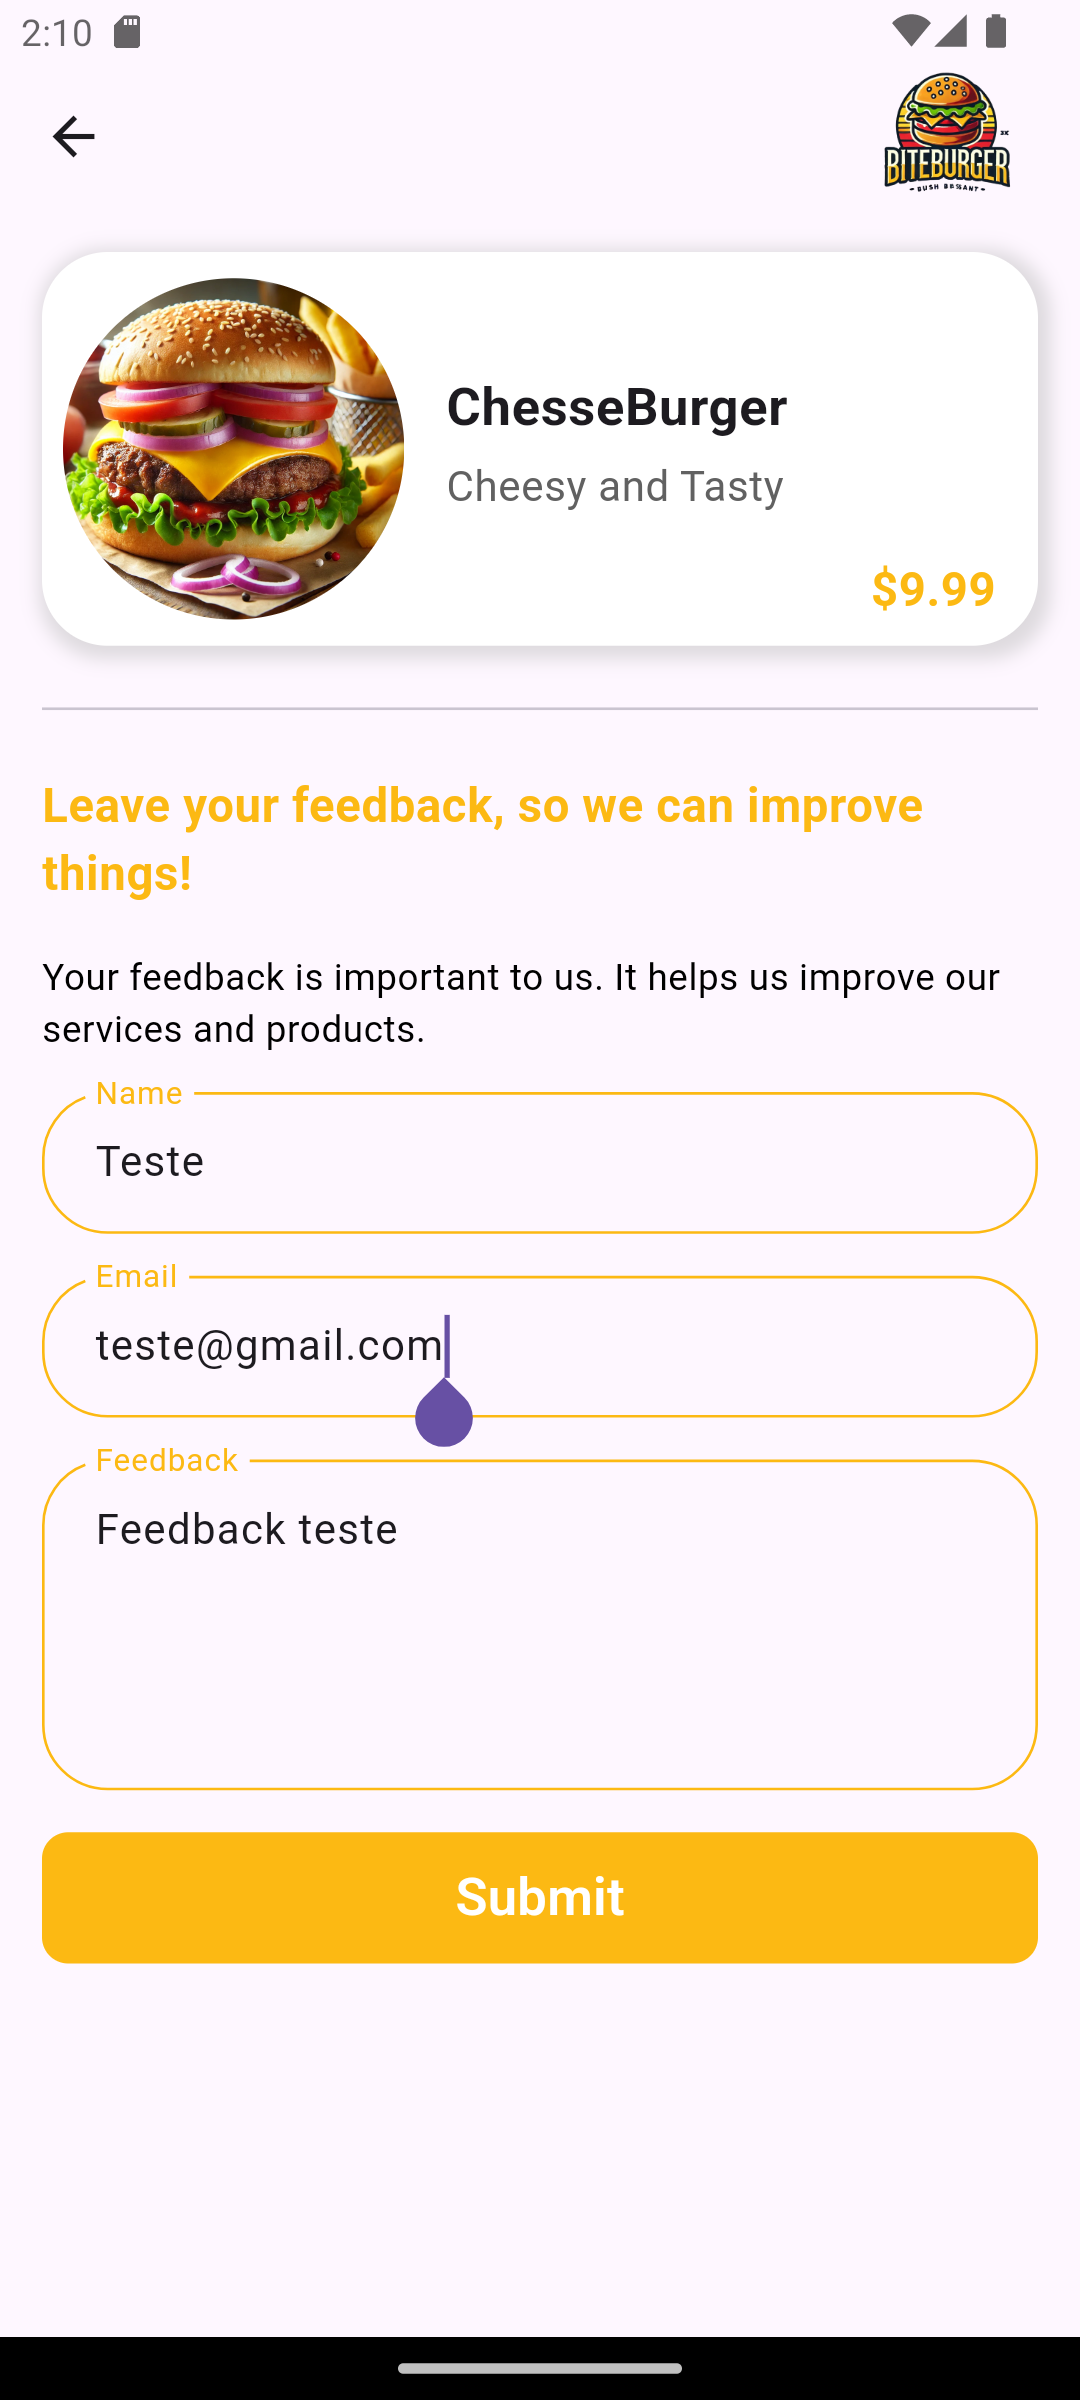 2:10
BITEBURGER
ChesseBurger
Cheesy and Tasty
$9.99
Leave your feedback, so we can improve
things!
Your feedback is important to us. It helps us improve our
services and products.
Name
Teste
Email
teste@gmail.com
Feedback
Feedback teste
Submit